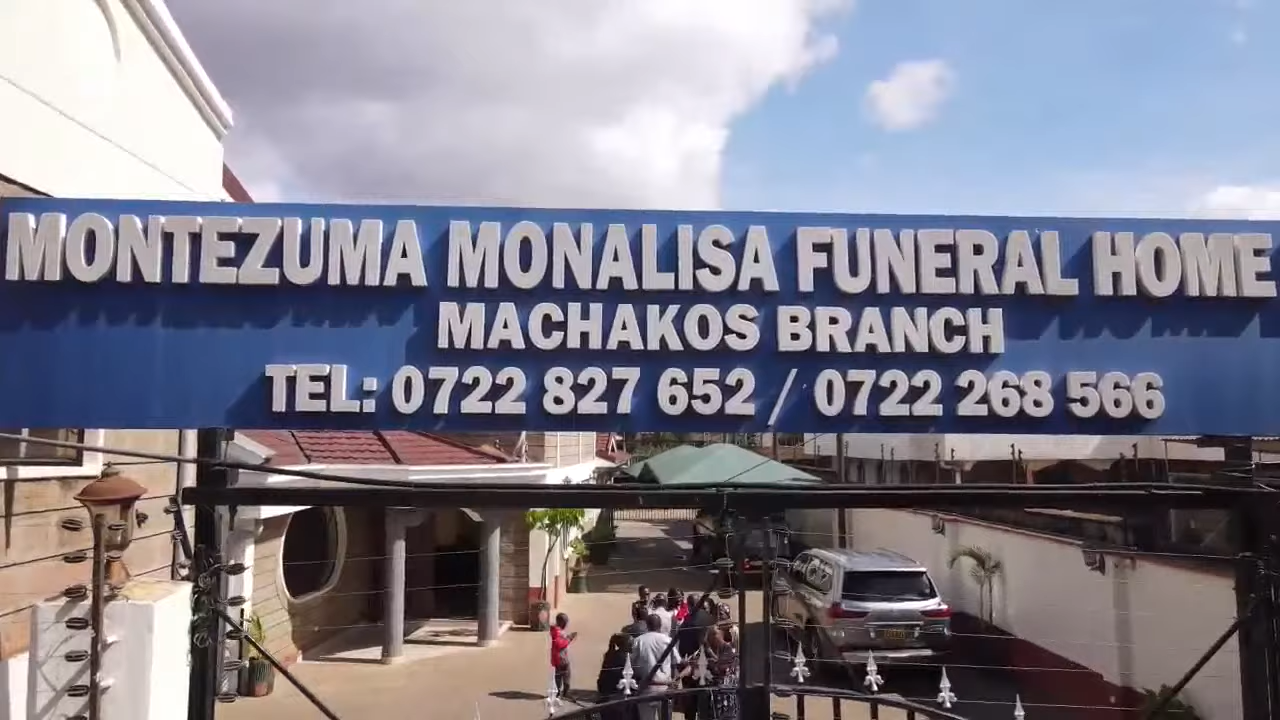 MONTEZUMA MONALISA FUNERAL HOME
MACHAKOS BRANCH
TEL: 0722 827 652 / 0722 268 566